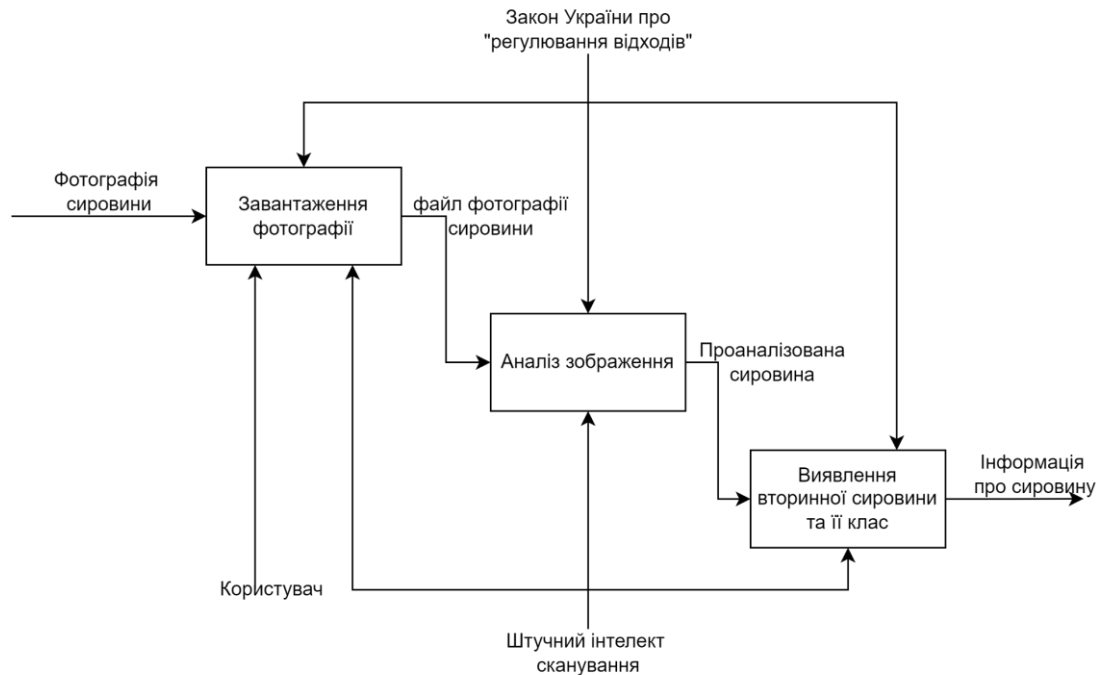 Закон України про
"регулювання відходів"
Фотографія
сировини
Завантаження
фотографії
файл фотографії
сировини
Аналіз зображення
Проаналізована
сировина
Виявлення
вторинної сировини
та її клас
Інформація
про сировину
Користувач
Штучний інтелект
сканування